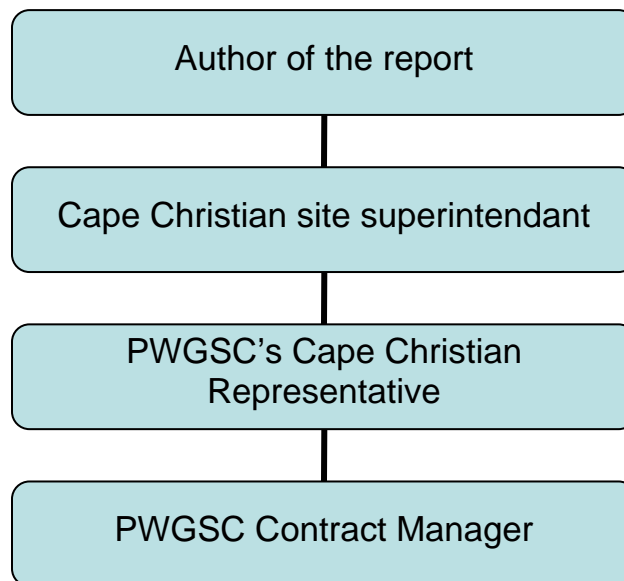 Author of the report
Cape Christian site superintendant
PWGSC’s Cape Christian
Representative
PWGSC Contract Manager